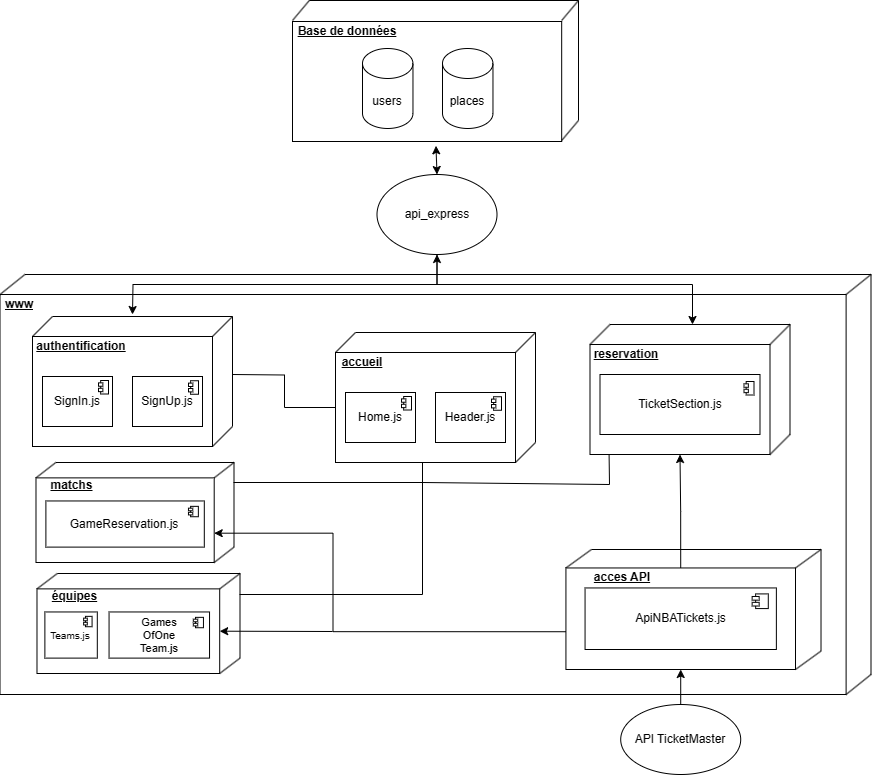 Base de données
users
places
api_express
www
authentification
SignIn.js
SignUp.js
accueil
Home.js
Header.js
reservation
TicketSection.js
matchs
GameReservation.js
équipes
Teams.js
Games
OfOne
Team.js
acces API
ApiNBATickets.js
API TicketMaster